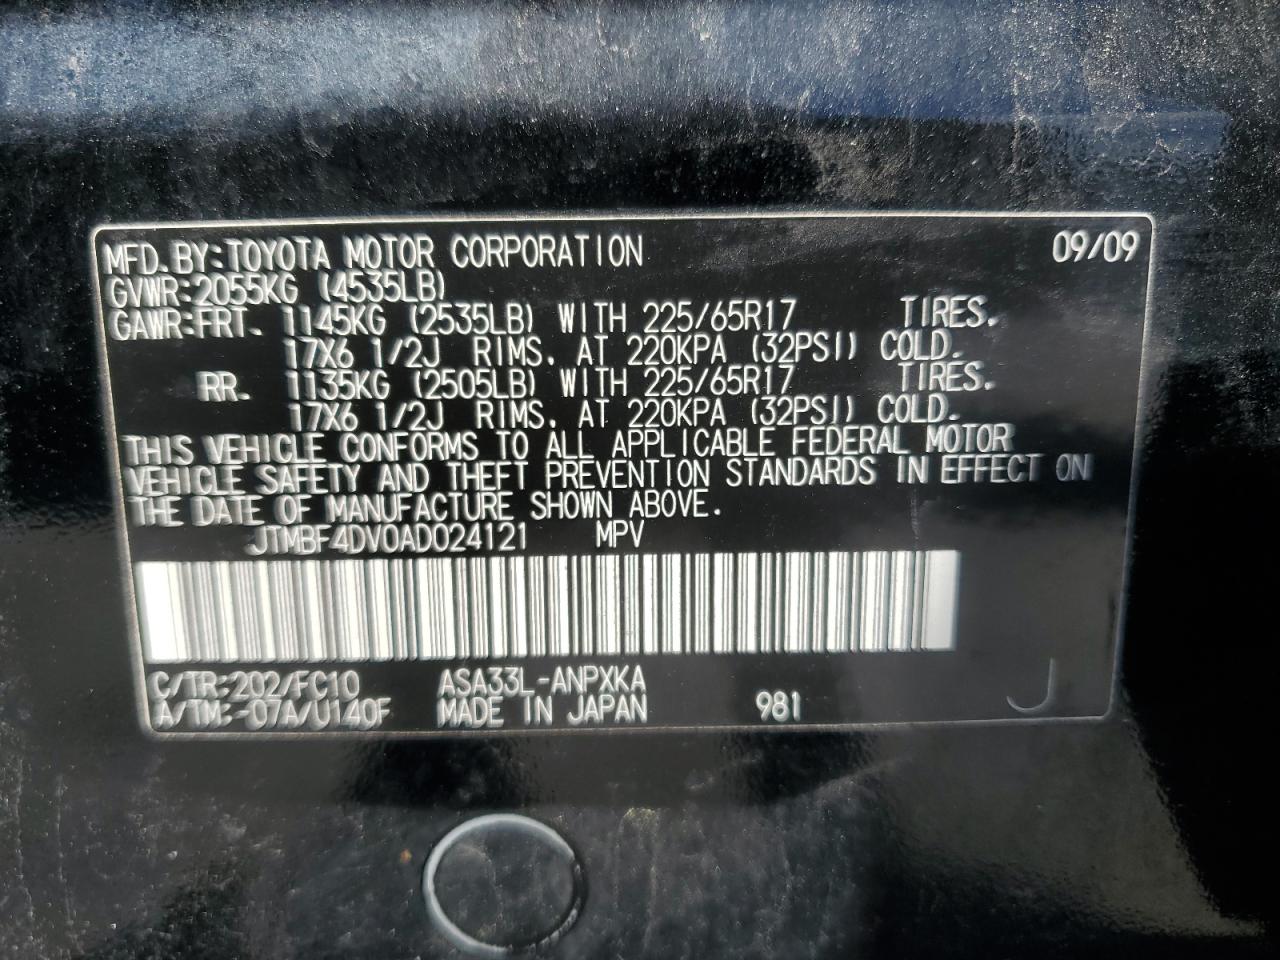 MFD.BY:TOYOTA MOTOR CORPORATION 09/09
GVWR:2055KG (4535LB)
GAWR:FRT. 1145KG (2535LB) WITH 225/65R17 TIRES.
17X6 1/2J RIMS. AT 220KPA (32PSI) COLD.
RR. 1135KG (2505LB) WITH 225/65R17 TIRES.
17X6 1/2J RIMS. AT 220KPA (32PSI) COLD.
THIS VEHICLE CONFORMS TO ALL APPLICABLE FEDERAL MOTOR
VEHICLE SAFETY AND THEFT PREVENTION STANDARDS IN EFFECT ON
THE DATE OF MANUFACTURE SHOWN ABOVE.
JTMBF4DV0AD024121 MPV
C/TR:202/FC10 ASA33L-ANPXKA
A/TM:-07A/U140F MADE IN JAPAN 981 J